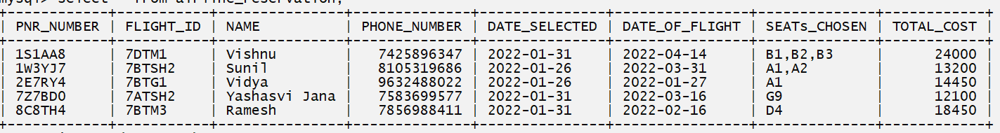 mysql> select * from airline_reservation;
+------------+-----------+---------------+--------------+---------------+----------------+--------------+------------+
| PNR_NUMBER | FLIGHT_ID | NAME | PHONE_NUMBER | DATE_SELECTED | DATE_OF_FLIGHT | SEATs_CHOSEN | TOTAL_COST |
+------------+-----------+---------------+--------------+---------------+----------------+--------------+------------+
| 1S1AA8 | 7DTM1 | Vishnu | 7425896347 | 2022-01-31 | 2022-04-14 | B1,B2,B3 | 24000 |
| 1W3YJ7 | 7BTSH2 | Sunil | 8105319686 | 2022-01-26 | 2022-03-31 | A1,A2 | 13200 |
| 2E7RY4 | 7BTG1 | Vidya | 9632488022 | 2022-01-26 | 2022-01-27 | A1 | 14450 |
| 7Z7BD0 | 7ATSH2 | Yashasvi Jana | 7583699577 | 2022-01-31 | 2022-03-16 | G9 | 12100 |
| 8C8TH4 | 7BTM3 | Ramesh | 7856988411 | 2022-01-31 | 2022-02-16 | D4 | 18450 |
+------------+-----------+---------------+--------------+---------------+----------------+--------------+------------+